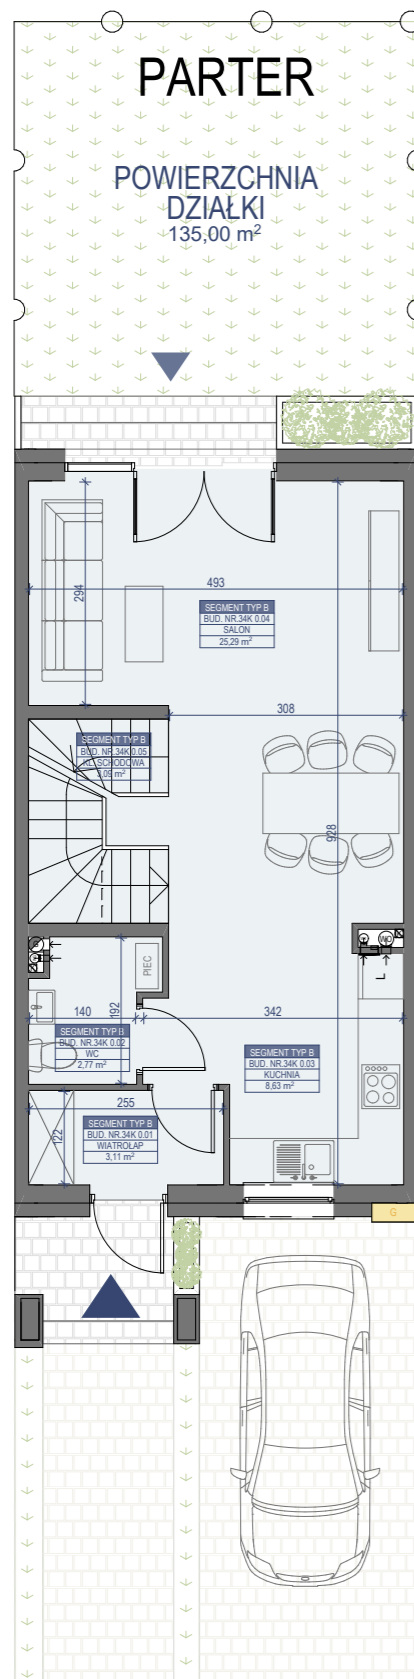 PARTER
POWIERZCHNIA
DZIAŁKI
135,00 m²
493
294
SEGMENT TYP B
BUD. NR.34K 0.04
SALON
25,29 m²
308
SEGMENT TYP B
BUD. NR.34K 0.05
KL.SCHODOWA
928
PIEC
L
140
192
342
SEGMENT TYP B
BUD. NR.34K 0.02
WC
2,77 m²
SEGMENT TYP B
BUD. NR.34K 0.03
KUCHNIA
8,63 m²
255
122
SEGMENT TYP B
BUD. NR.34K 0.01
WIATROŁAP
3,11 m²
G